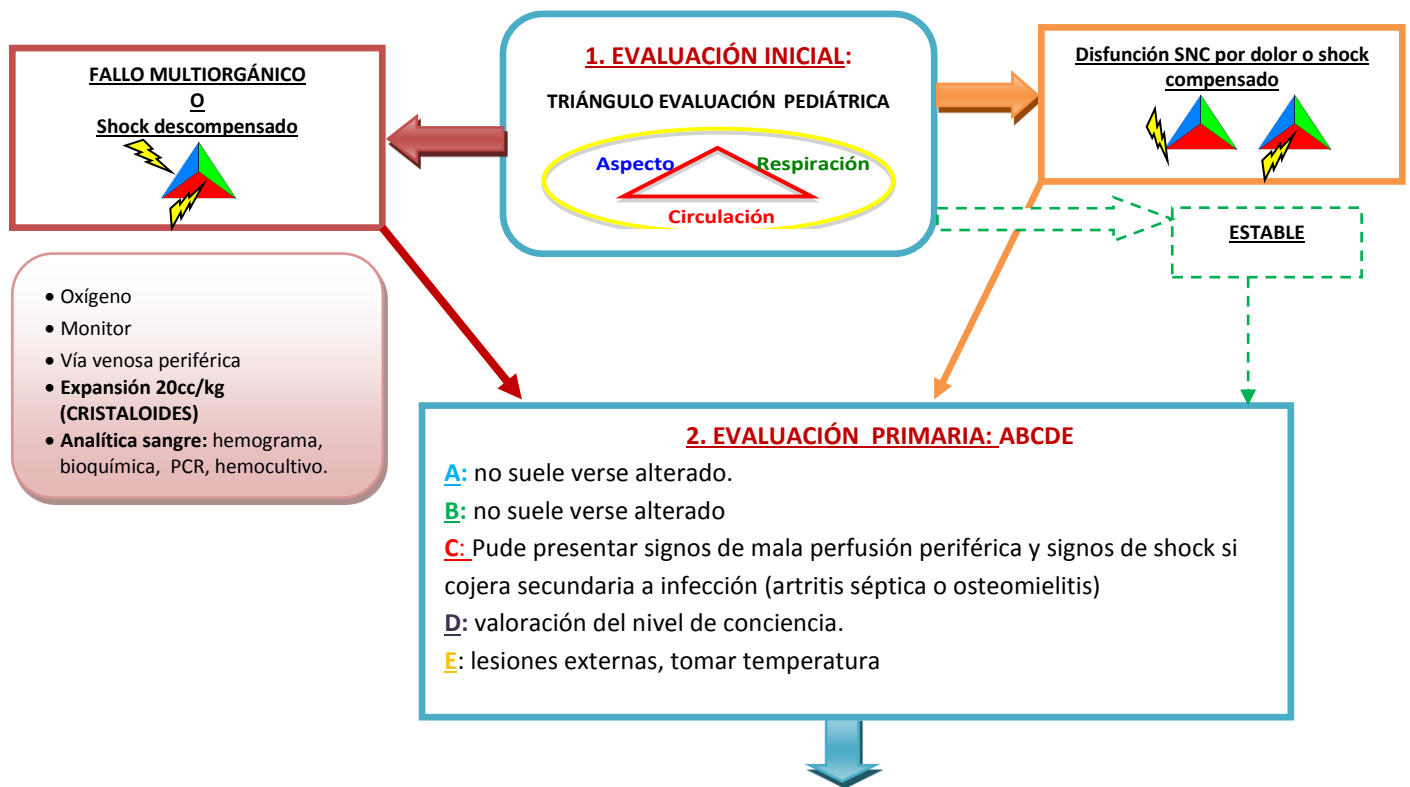 1. EVALUACIÓN INICIAL:
TRIÁNGULO EVALUACIÓN PEDIÁTRICA
Aspecto
Respiración
Circulación
FALLO MULTIORGÁNICO
O
Shock descompensado
Disfunción SNC por dolor o shock
compensado
ESTABLE
• Oxígeno
• Monitor
• Vía venosa periférica
• Expansión 20cc/kg
(CRISTALOIDES)
• Analítica sangre: hemograma,
bioquímica, PCR, hemocultivo.
2. EVALUACIÓN PRIMARIA: ABCDE
A: no suele verse alterado.
B: no suele verse alterado
C: Pude presentar signos de mala perfusión periférica y signos de shock si
cojera secundaria a infección (artritis séptica o osteomielitis)
D: valoración del nivel de conciencia.
E: lesiones externas, tomar temperatura